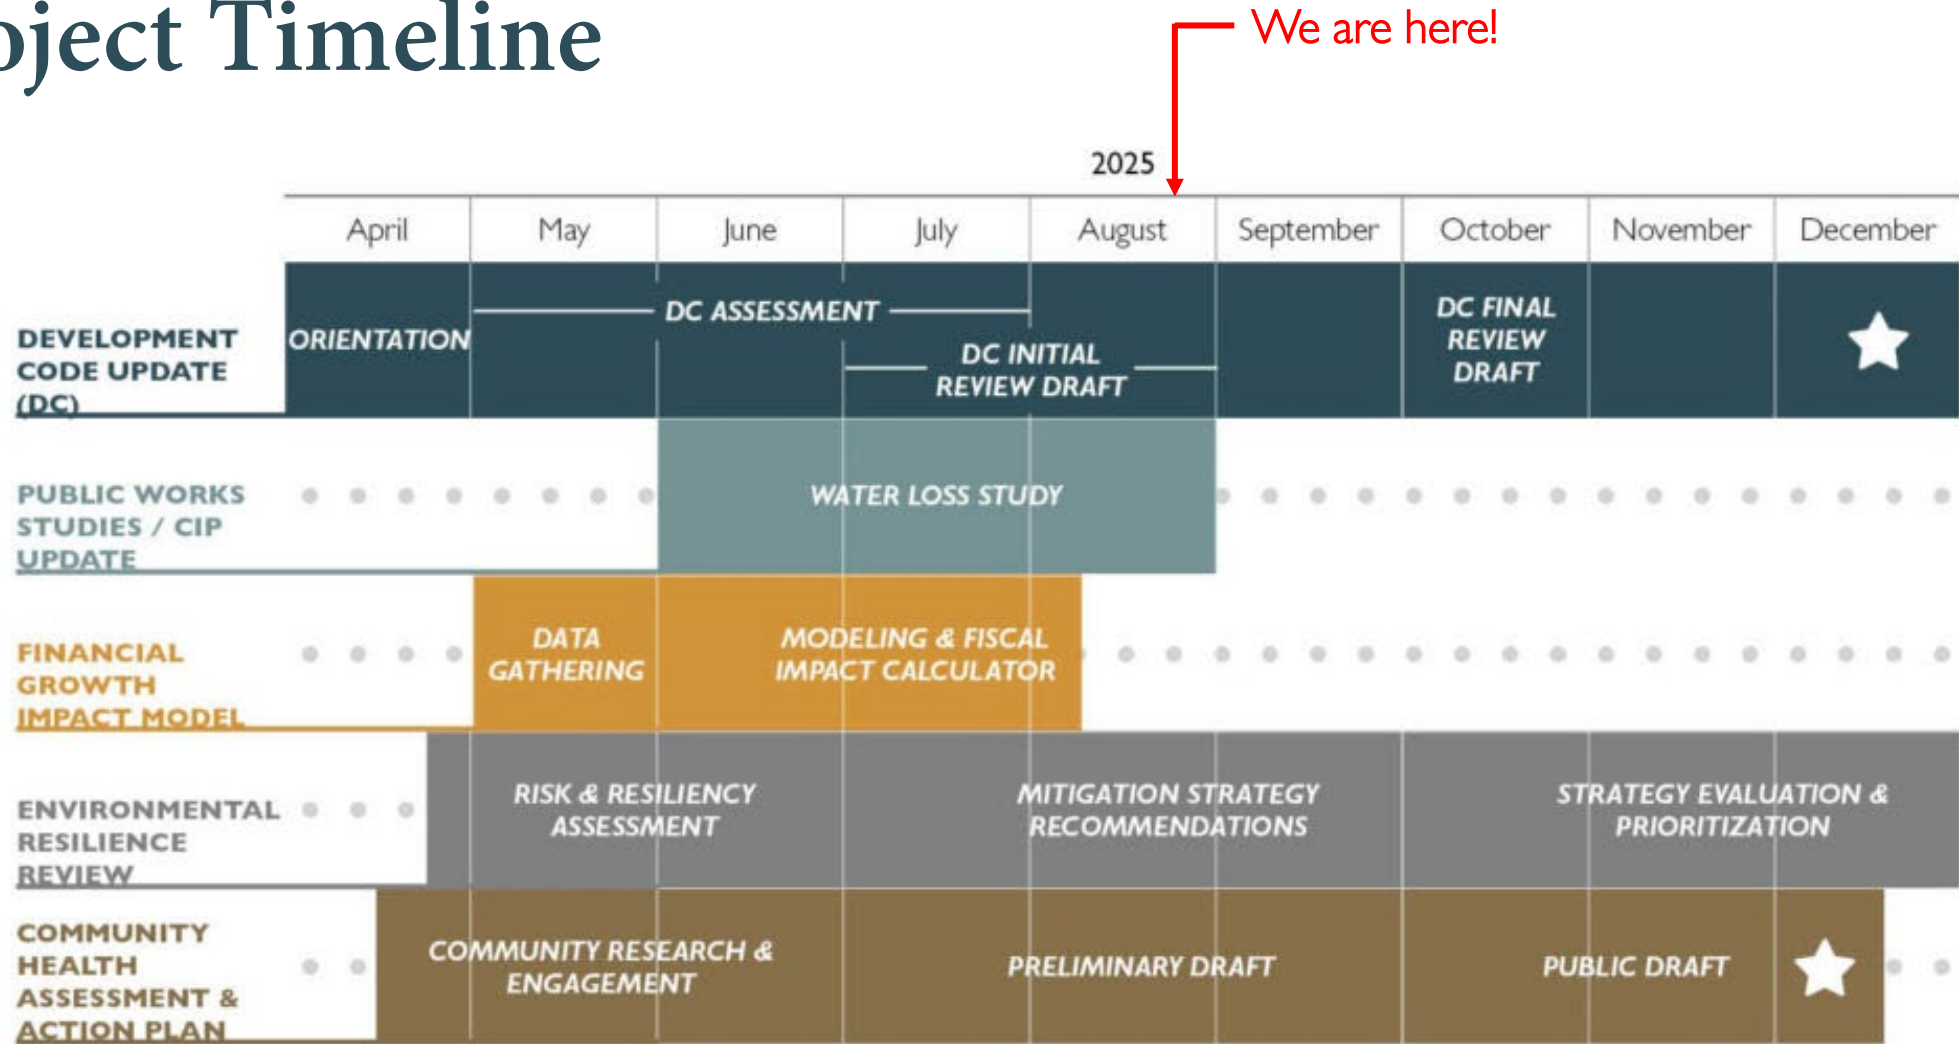 oject Timeline
We are here!
2025
April May June July August September October November December
DEVELOPMENT
CODE UPDATE
(DC)
ORIENTATION
DC ASSESSMENT
DC INITIAL
REVIEW DRAFT
DC FINAL
REVIEW
DRAFT
PUBLIC WORKS
STUDIES / CIP
UPDATE
WATER LOSS STUDY
FINANCIAL
GROWTH
IMPACT MODEL
DATA
GATHERING
MODELING & FISCAL
IMPACT CALCULATOR
ENVIRONMENTAL
RESILIENCE
REVIEW
RISK & RESILIENCY
ASSESSMENT
MITIGATION STRATEGY
RECOMMENDATIONS
STRATEGY EVALUATION &
PRIORITIZATION
COMMUNITY
HEALTH
ASSESSMENT &
ACTION PLAN
COMMUNITY RESEARCH &
ENGAGEMENT
PRELIMINARY DRAFT
PUBLIC DRAFT